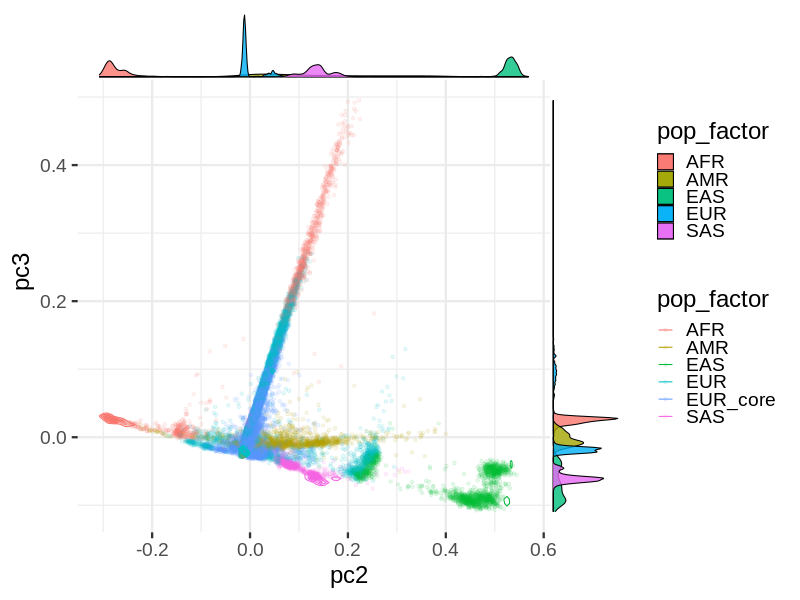 pop_factor
AFR
AMR
EAS
EUR
SAS
pop_factor
AFR
AMR
EAS
EUR
EUR_core
SAS
pc3
0.4
0.2
0.0
-0.2
0.0
0.2
0.4
0.6
pc2